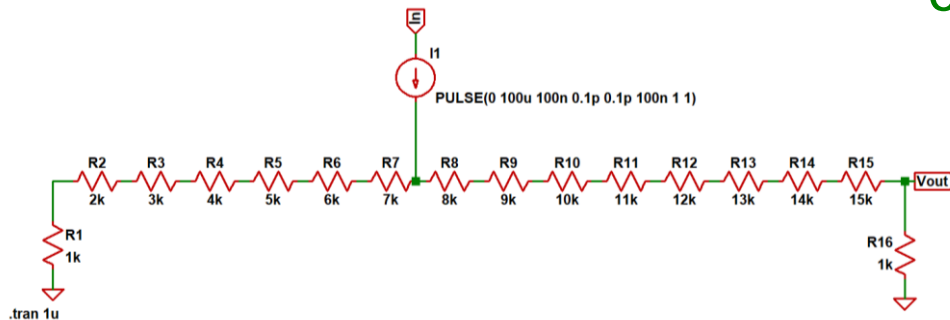 In
I1
PULSE(0 100u 100n 0.1p 0.1p 100n 1 1)
R2 R3 R4 R5 R6 R7 R8 R9 R10 R11 R12 R13 R14 R15
Vout
2k 3k 4k 5k 6k 7k 8k 9k 10k 11k 12k 13k 14k 15k
R1
1k
R16
1k
.tran 1u